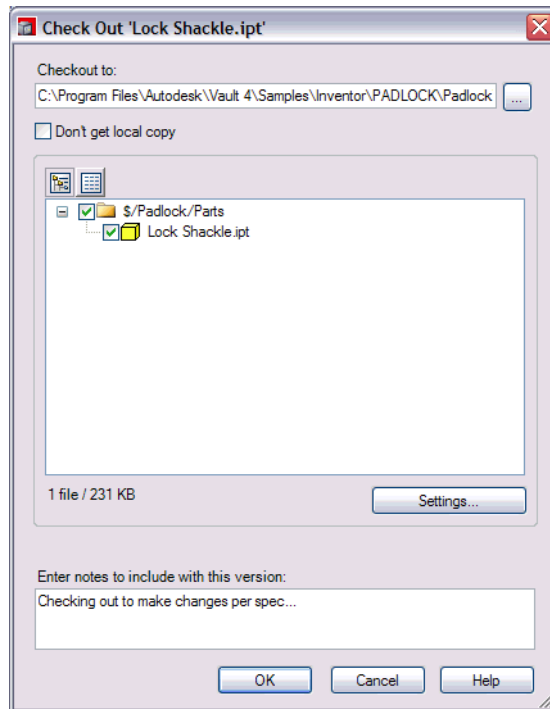 Check Out 'Lock Shackle.ipt'
Checkout to:
C:\Program Files\Autodesk\Vault 4\Samples\Inventor\PADLOCK\Padlock
...
Don't get local copy
$/Padlock/Parts
Lock Shackle.ipt
1 file / 231 KB
Settings...
Enter notes to include with this version:
Checking out to make changes per spec...
OK Cancel Help